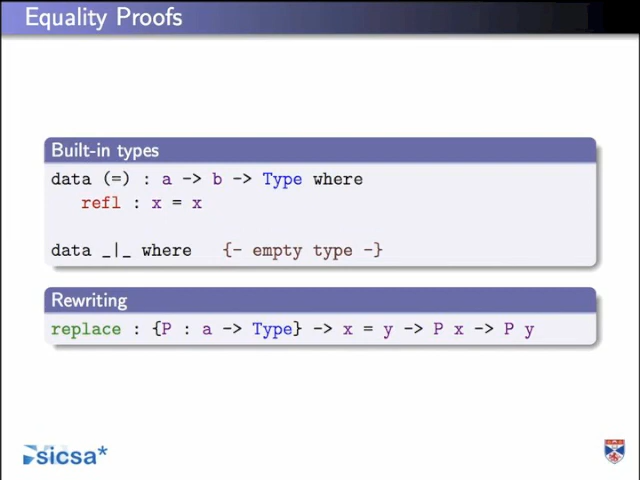 Equality Proofs
Built-in types
data (=) : a -> b -> Type where
refl : x = x
data _|_ where {- empty type -}
Rewriting
replace : {P : a -> Type} -> x = y -> P x -> P y
sicsa*